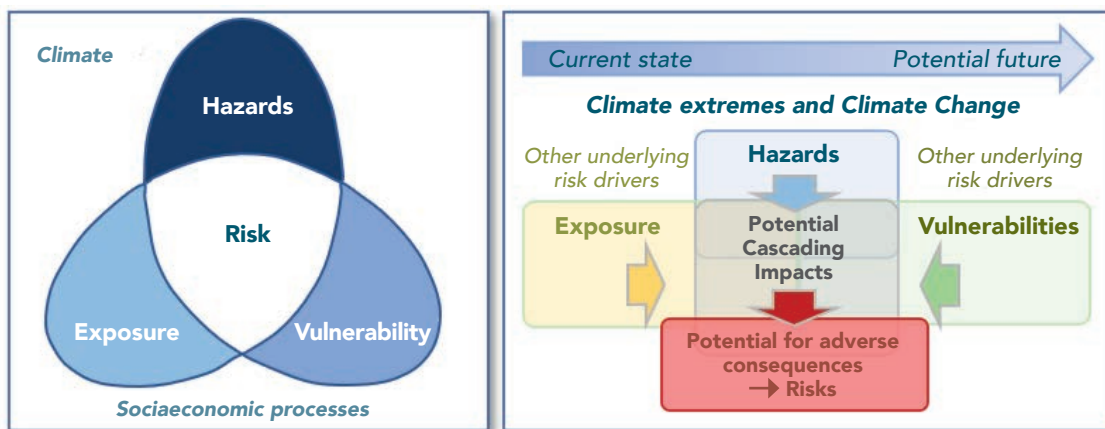 Climate
Hazards
Risk
Exposure
Vulnerability
Sociaeconomic processes
Current state
Potential future
Climate extremes and Climate Change
Other underlying
risk drivers
Hazards
Other underlying
risk drivers
Exposure
Potential
Cascading
Impacts
Vulnerabilities
Potential for adverse
consequences
→ Risks